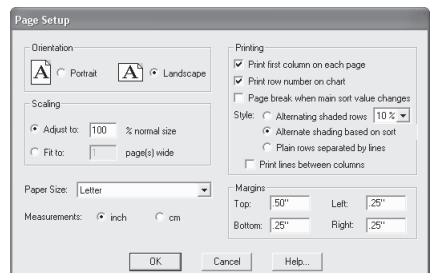 Page Setup
Orientation
A Portrait A Landscape
Scaling
Adjust to: 100 % normal size
Fit to: 1 page(s) wide
Paper Size: Letter
Measurements: inch cm
Printing
Print first column on each page
Print row number on chart
Page break when main sort value changes
Style: Alternating shaded rows 10 %
Alternate shading based on sort
Plain rows separated by lines
Print lines between columns
Margins
Top: .50" Left: .25"
Bottom: .25" Right: .25"
OK Cancel Help...